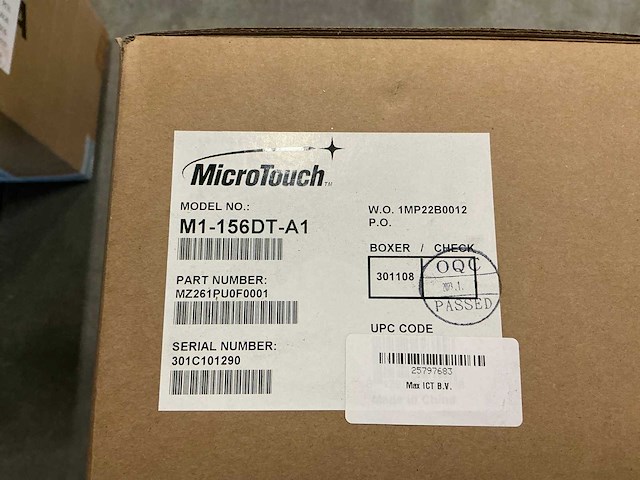 MicroTouch™
MODEL NO.:
M1-156DT-A1
W.O. 1MP22B0012
P.O.
BOXER / CHECK
301108
OQC
PASSED
PART NUMBER:
MZ261PU0F0001
UPC CODE
SERIAL NUMBER:
301C101290
25797683
Max ICT B.V.